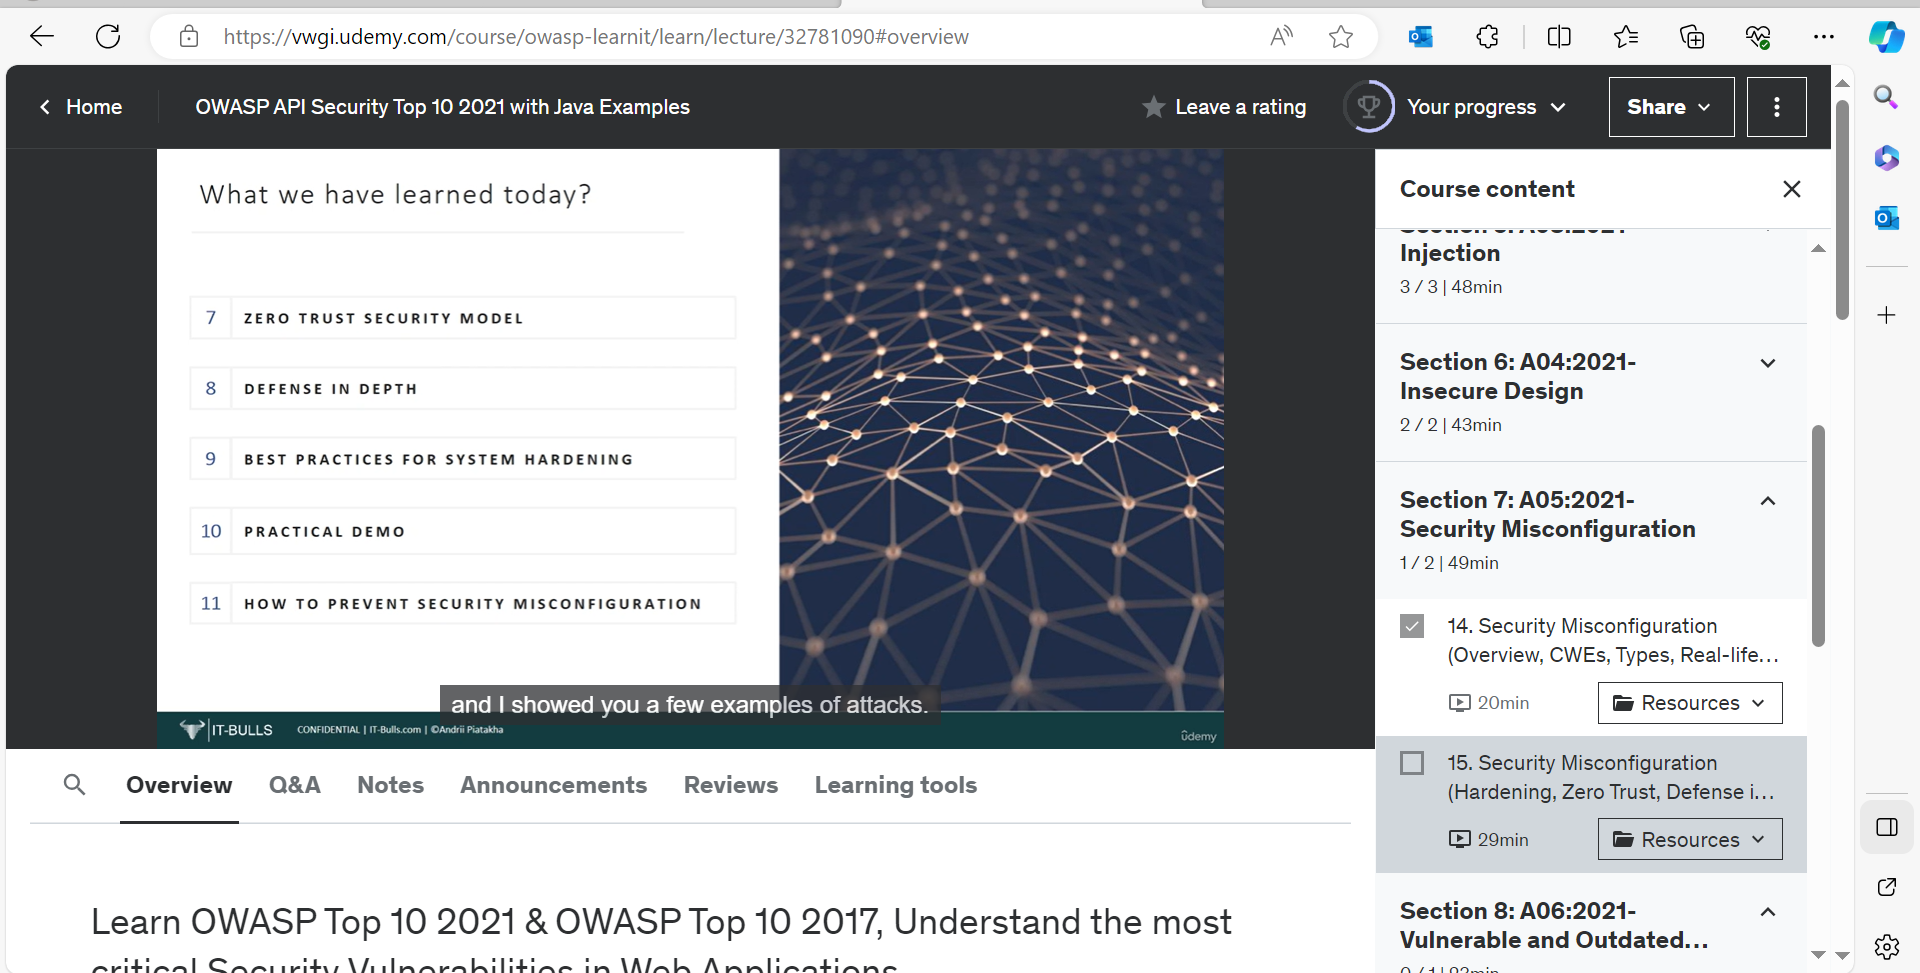 https://vwgi.udemy.com/course/owasp-learnit/learn/lecture/32781090#overview
Home
OWASP API Security Top 10 2021 with Java Examples
Leave a rating
Your progress
Share
What we have learned today?
7 ZERO TRUST SECURITY MODEL
8 DEFENSE IN DEPTH
9 BEST PRACTICES FOR SYSTEM HARDENING
10 PRACTICAL DEMO
11 HOW TO PREVENT SECURITY MISCONFIGURATION
and I showed you a few examples of attacks.
IT-BULLS CONFIDENTIAL | IT-Bulls.com | ©Andrii Piatakha
ûdemy
Course content
Injection
3 / 3 | 48min
Section 6: A04:2021-
Insecure Design
2 / 2 | 43min
Section 7: A05:2021-
Security Misconfiguration
1 / 2 | 49min
14. Security Misconfiguration
(Overview, CWEs, Types, Real-life...
20min
Resources
15. Security Misconfiguration
(Hardening, Zero Trust, Defense i...
29min
Resources
Section 8: A06:2021-
Vulnerable and Outdated...
Overview
Q&A
Notes
Announcements
Reviews
Learning tools
Learn OWASP Top 10 2021 & OWASP Top 10 2017, Understand the most
critical Security Vulnerabilities in Web Applications